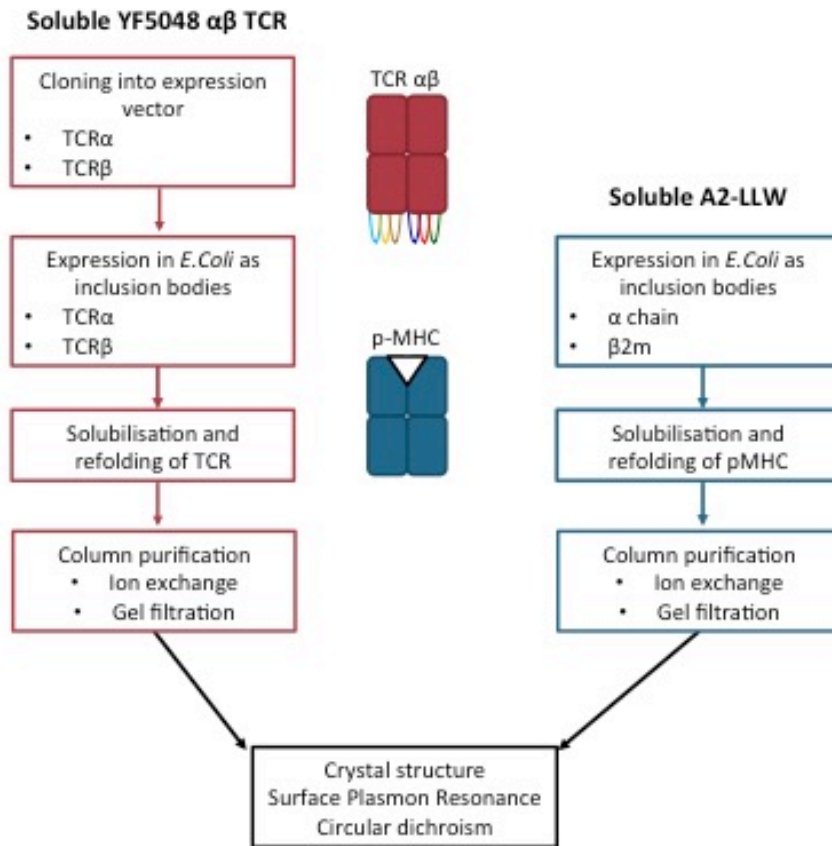 Soluble YF5048 αβ TCR
Cloning into expression
vector
• TCRα
• TCRβ
Expression in E.Coli as
inclusion bodies
• TCRα
• TCRβ
Solubilisation and
refolding of TCR
Column purification
• Ion exchange
• Gel filtration
TCR αβ
p-MHC
Soluble A2-LLW
Expression in E.Coli as
inclusion bodies
• α chain
• β2m
Solubilisation and
refolding of pMHC
Column purification
• Ion exchange
• Gel filtration
Crystal structure
Surface Plasmon Resonance
Circular dichroism